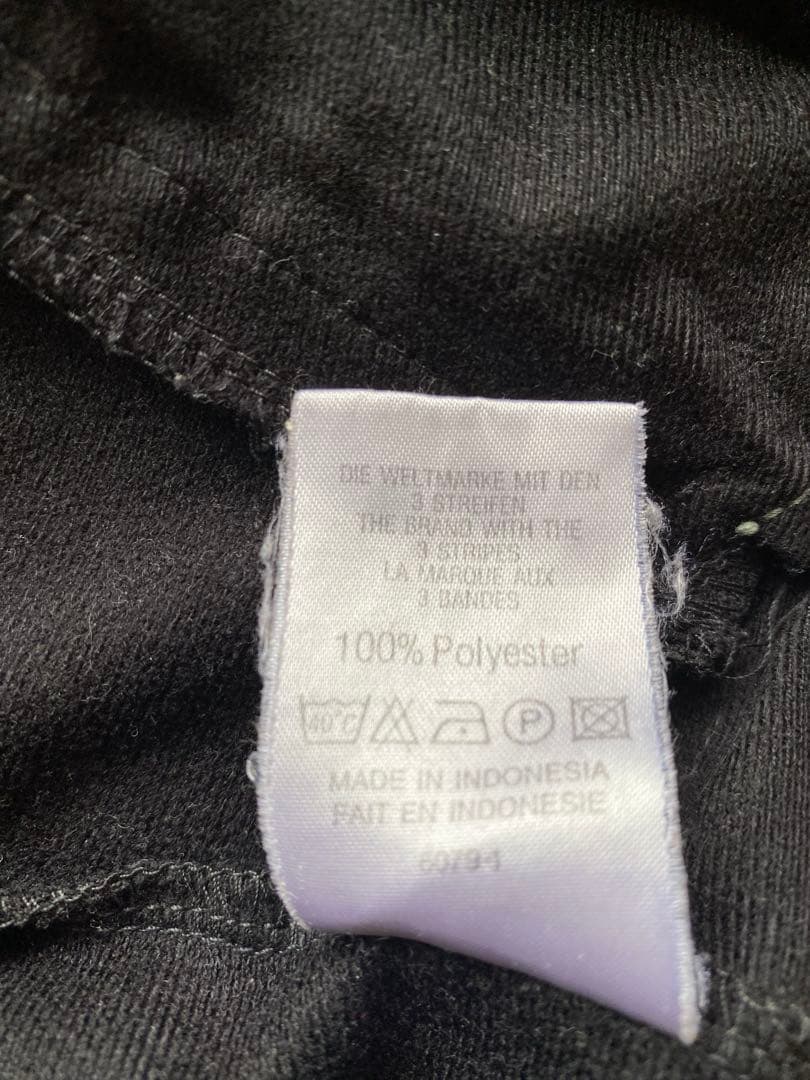 DIE WELTMARKE MIT DEN
3 STREIFEN
THE BRAND WITH THE
3 STRIPES
LA MARQUE AUX
3 BANDES
100% Polyester
40°C P
MADE IN INDONESIA
FAIT EN INDONESIE